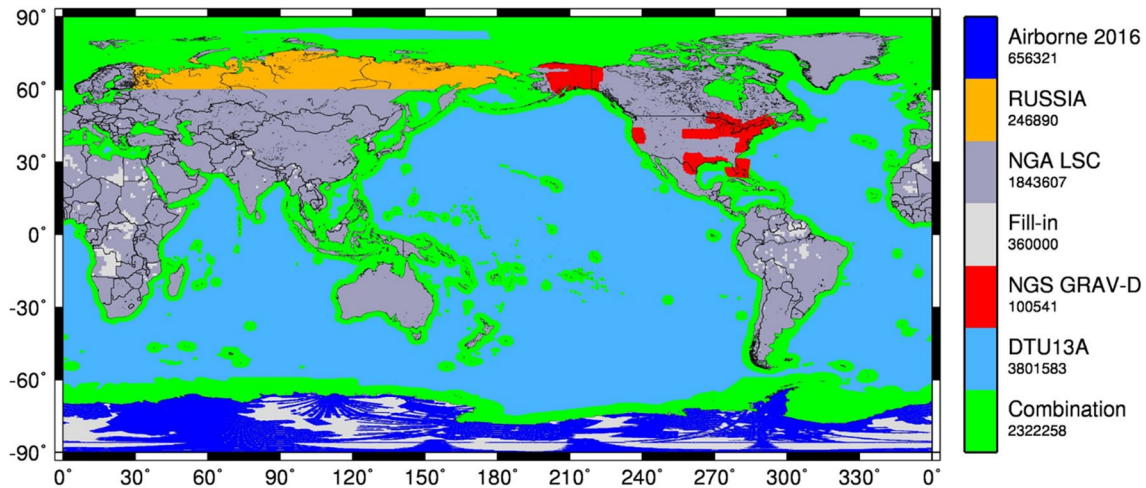 90˚
60˚
30˚
0˚
-30˚
-60˚
-90˚
0 30˚ 60˚ 90˚ 120˚ 150˚ 180˚ 210˚ 240˚ 270˚ 300˚ 330˚ 0˚
Airborne 2016
656321
RUSSIA
246890
NGA LSC
1843607
Fill-in
360000
NGS GRAV-D
100541
DTU13A
3801583
Combination
2322258